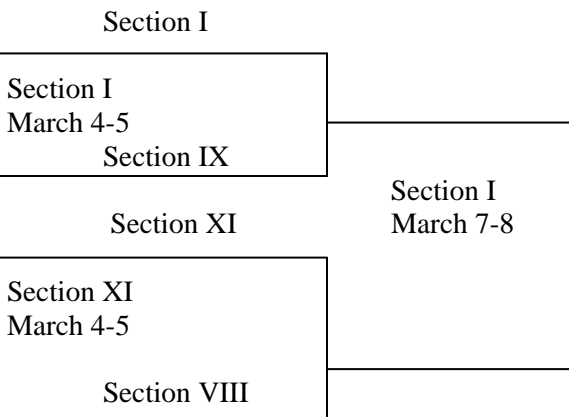 Section I
Section I
March 4-5
Section IX
Section I
March 7-8
Section XI
Section XI
March 4-5
Section VIII